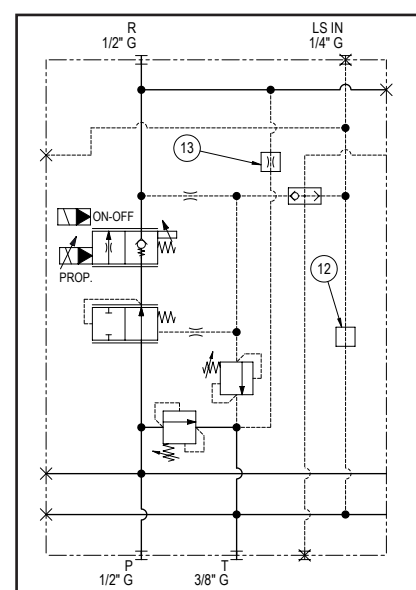 R
1/2" G
LS IN
1/4" G
13
ON-OFF
PROP.
12
P
1/2" G
T
3/8" G